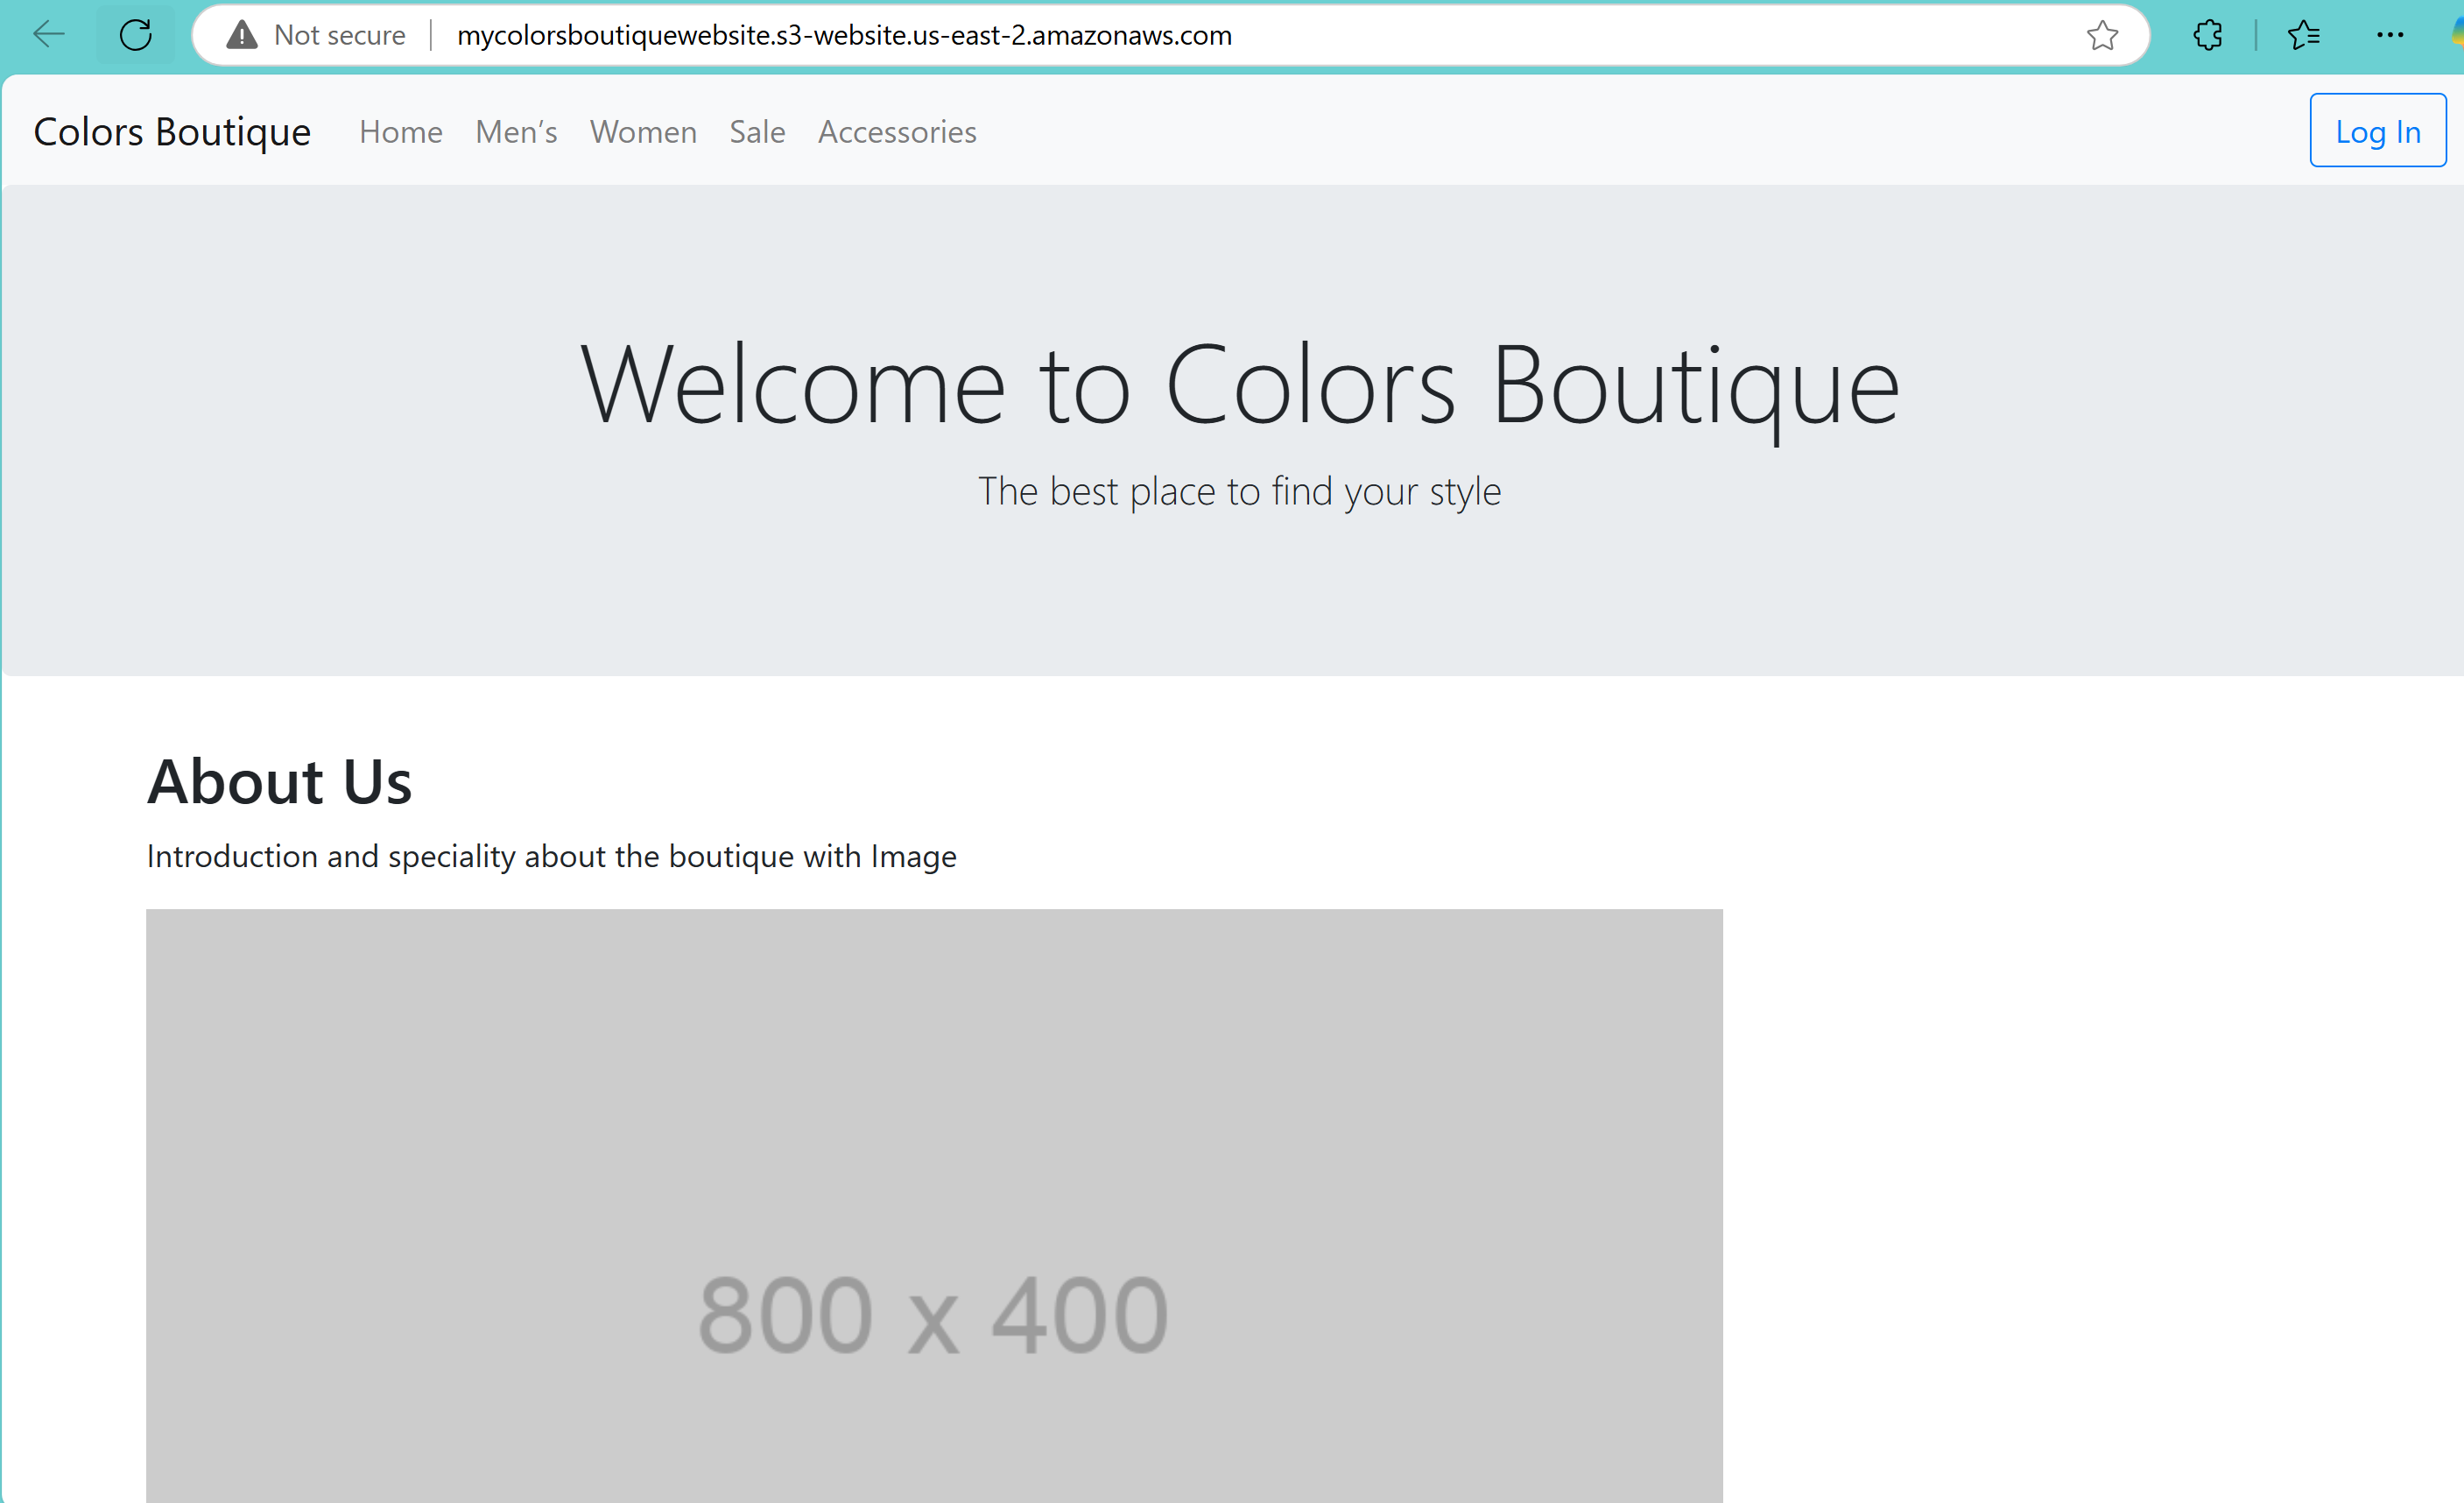 Not secure mycolorsboutiquewebsite.s3-website.us-east-2.amazonaws.com
Colors Boutique Home Men’s Women Sale Accessories Log In
Welcome to Colors Boutique
The best place to find your style
About Us
Introduction and speciality about the boutique with Image
800 x 400